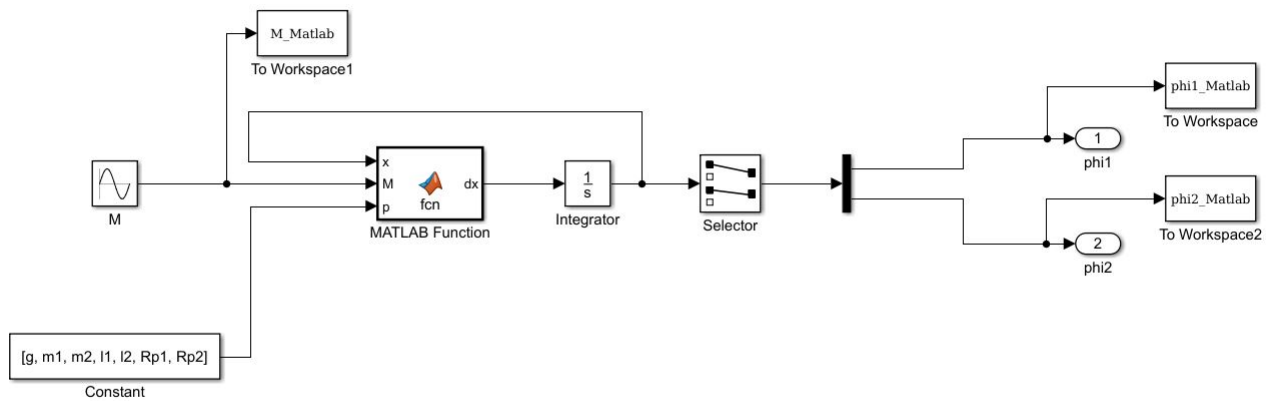 M_Matlab
To Workspace1
phi1_Matlab
To Workspace
1
phi1
x
M
p
fcn
dx
MATLAB Function
M
1
s
Integrator
Selector
phi2_Matlab
To Workspace2
2
phi2
[g, m1, m2, l1, l2, Rp1, Rp2]
Constant